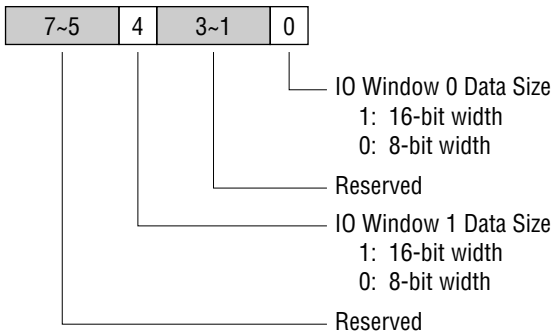 7~5 4 3~1 0
IO Window 0 Data Size
1: 16-bit width
0: 8-bit width
Reserved
IO Window 1 Data Size
1: 16-bit width
0: 8-bit width
Reserved